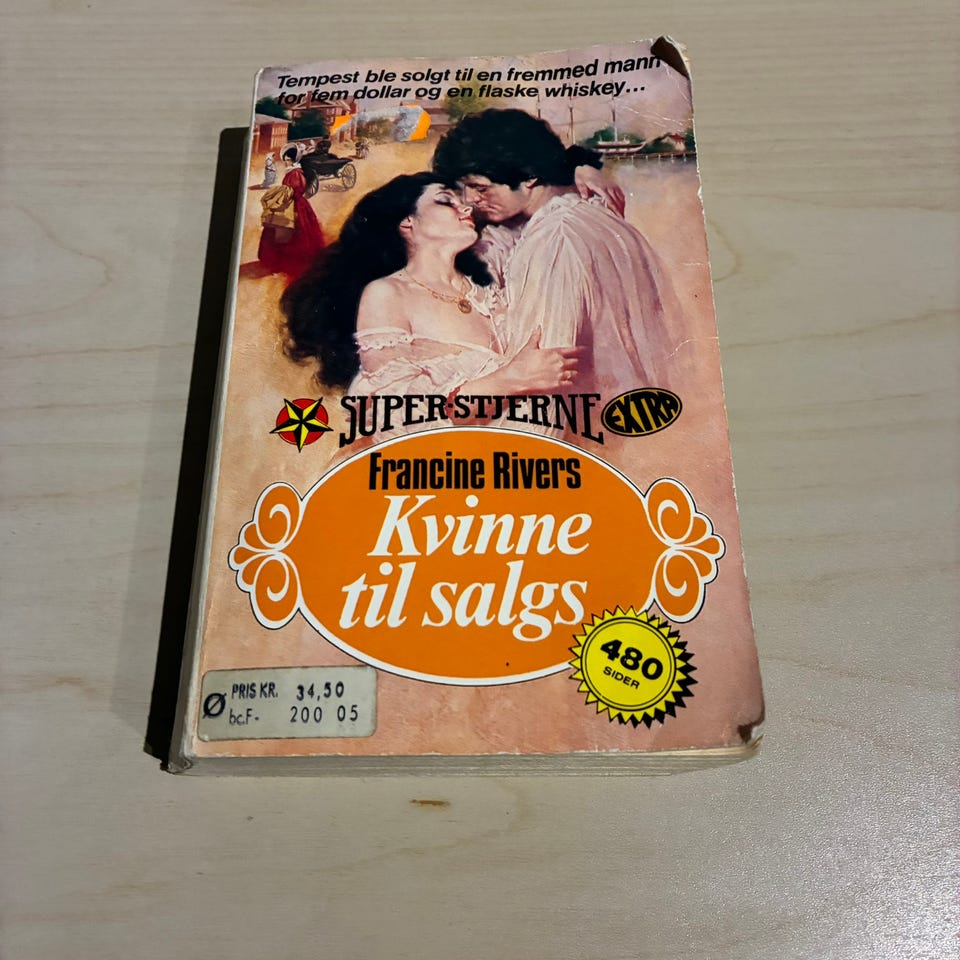 Tempest ble solgt til en fremmed mann
for fem dollar og en flaske whiskey...
SUPER-STJERNE EXTRA
Francine Rivers
Kvinne
til salgs
480
SIDER
Ø PRIS KR. 34,50
bc.F- 200 05